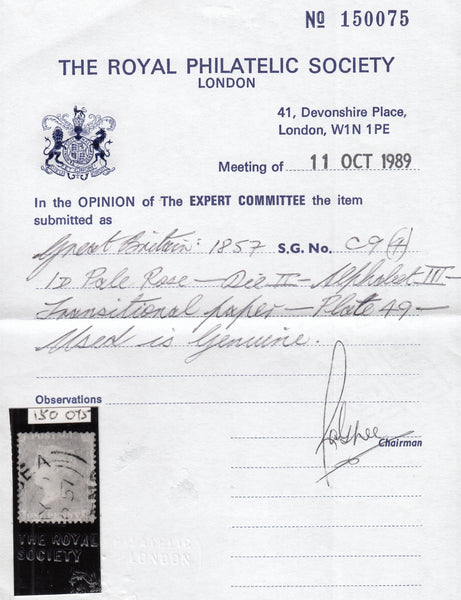 No 150075
THE ROYAL PHILATELIC SOCIETY
LONDON
41, Devonshire Place,
London, W1N 1PE
Meeting of 11 OCT 1989
In the OPINION of The EXPERT COMMITTEE the item
submitted as
Great Britain: 1857 S.G. No. C9(4)
1D Pale Rose — Die II — Alphabet III —
Transitional paper — Plate 49 —
Used is Genuine.
Observations
Chairman
150 075
THE ROYAL PHILATELIC
SOCIETY LONDON